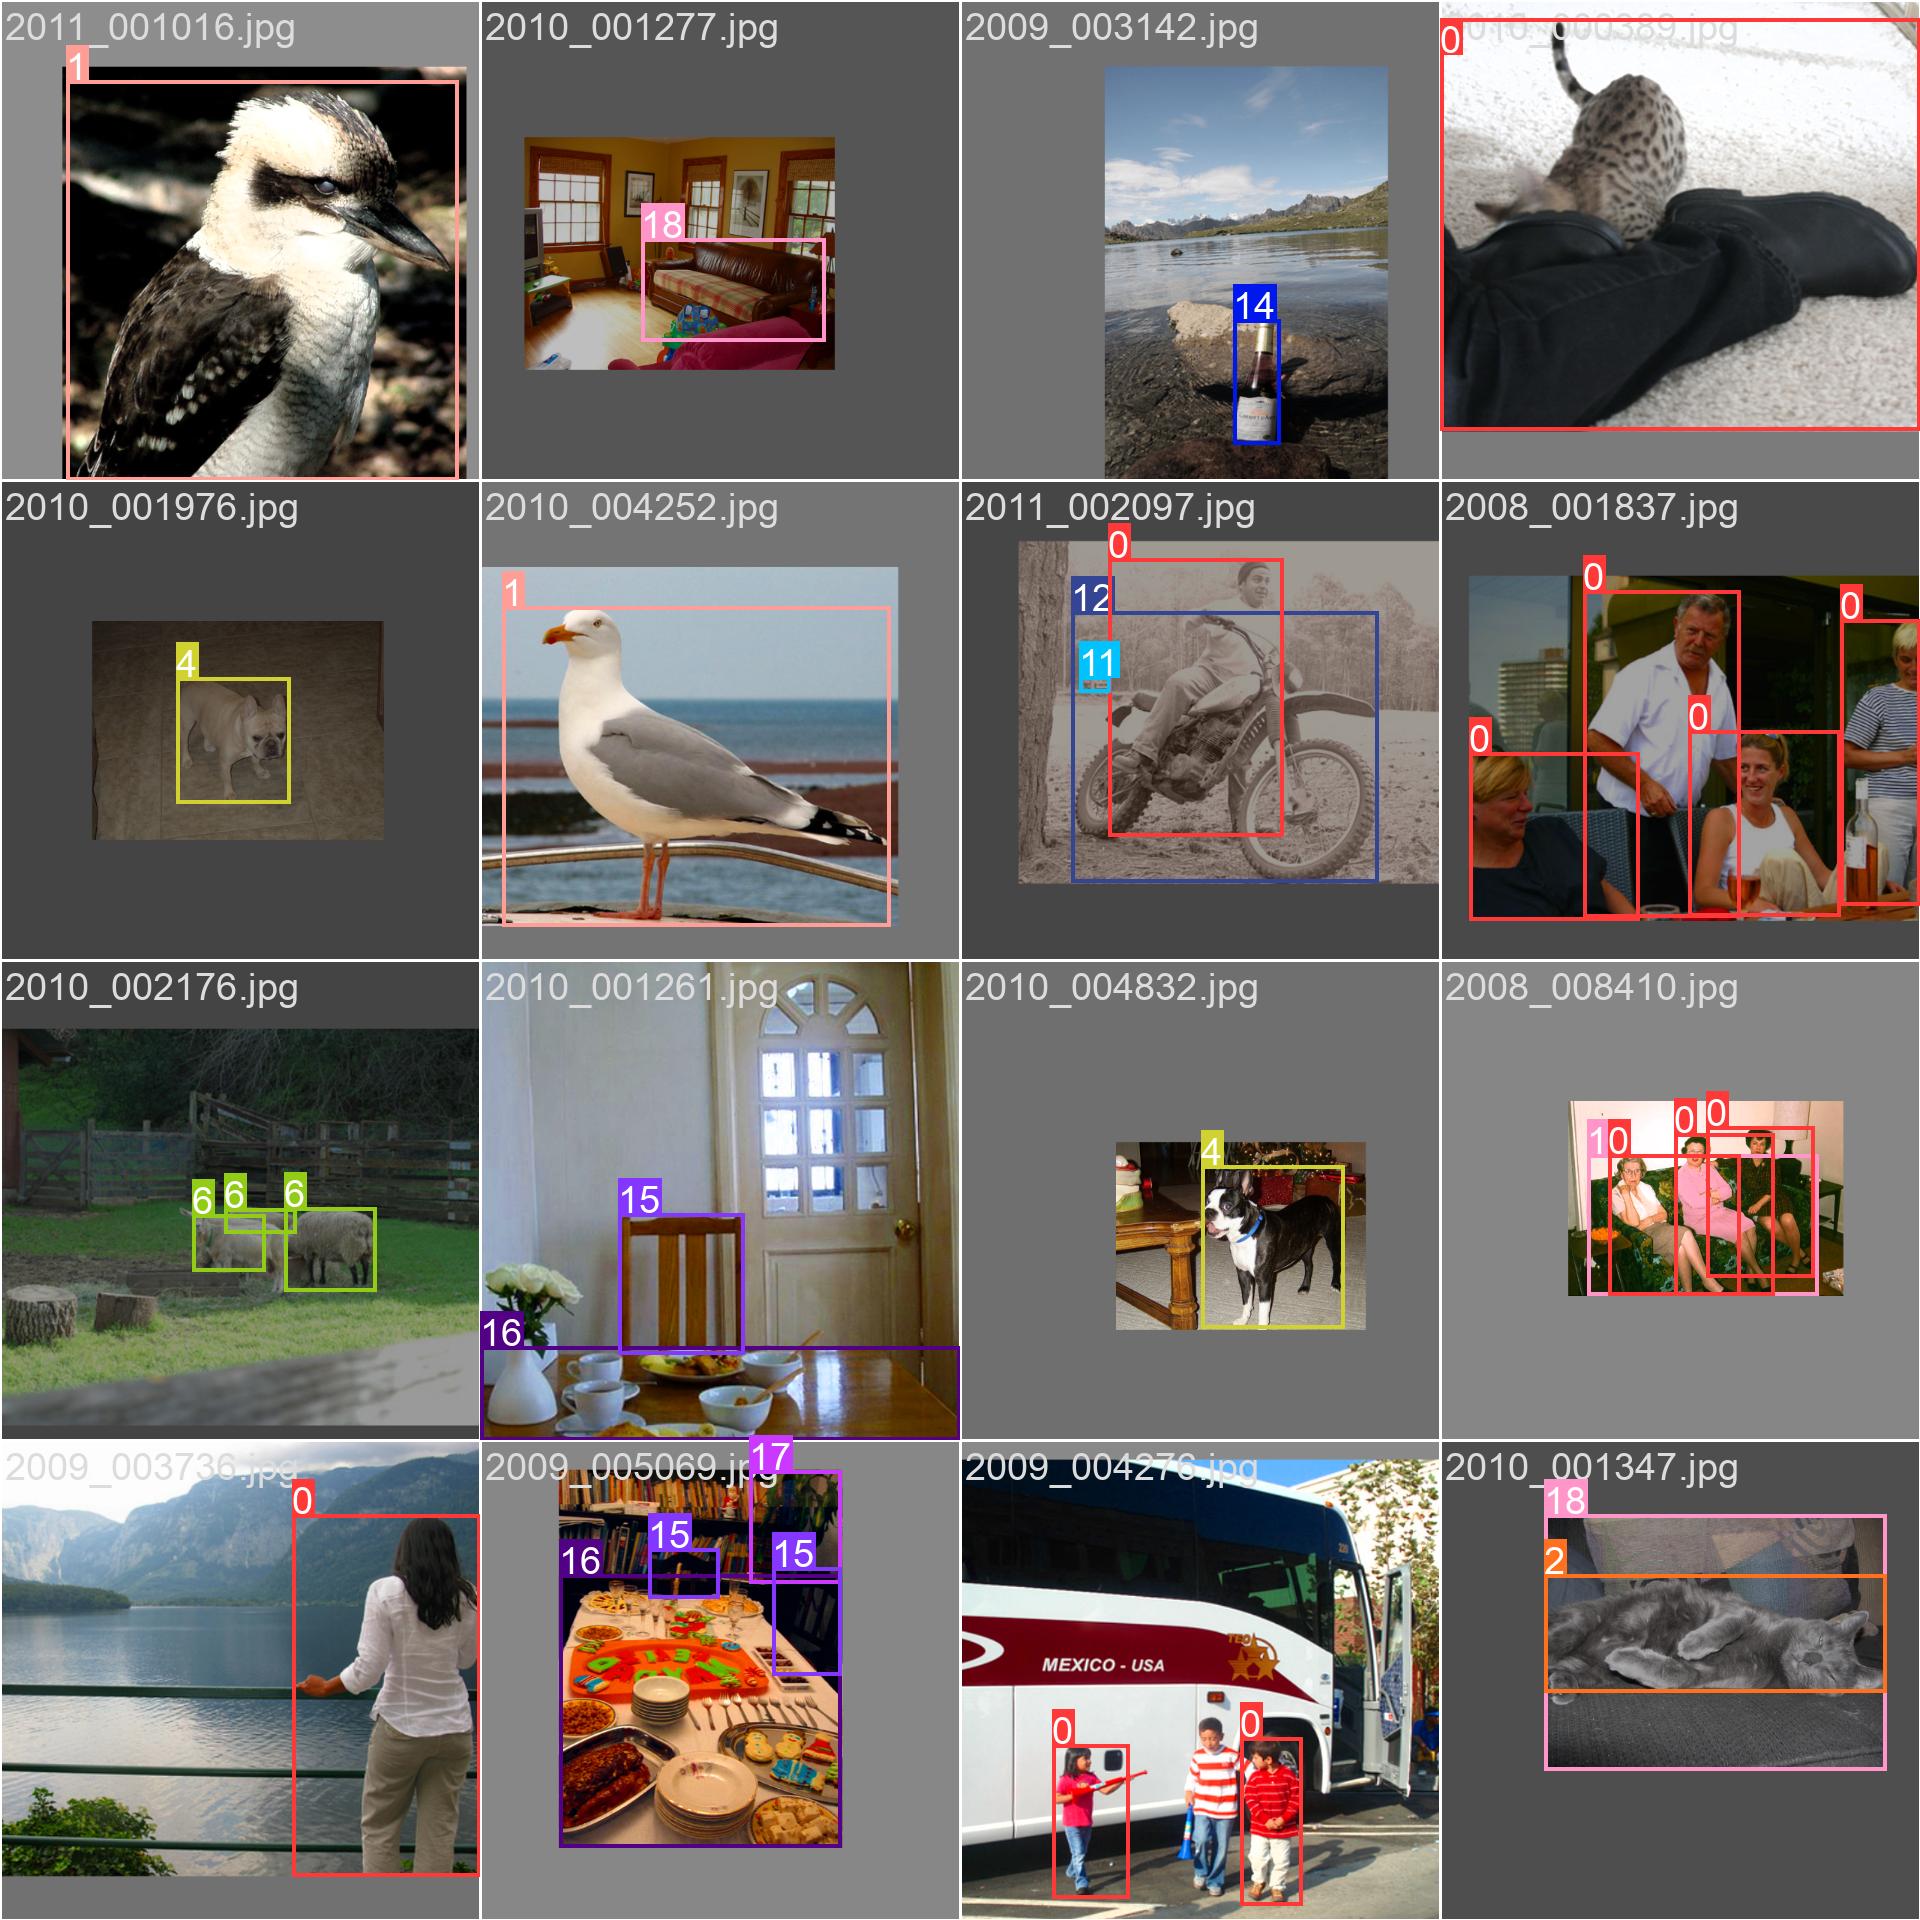 2011_001016.jpg
2010_001277.jpg
2009_003142.jpg
2010_000389.jpg
1
18
14
0
2010_001976.jpg
2010_004252.jpg
2011_002097.jpg
2008_001837.jpg
4
1
0
12
11
0
0
0
0
2010_002176.jpg
2010_001261.jpg
2010_004832.jpg
2008_008410.jpg
6
6
6
15
16
4
10
0
0
2009_003736.jpg
2009_005069.jpg
2009_004276.jpg
2010_001347.jpg
0
17
15
15
16
MEXICO - USA
0
0
18
2